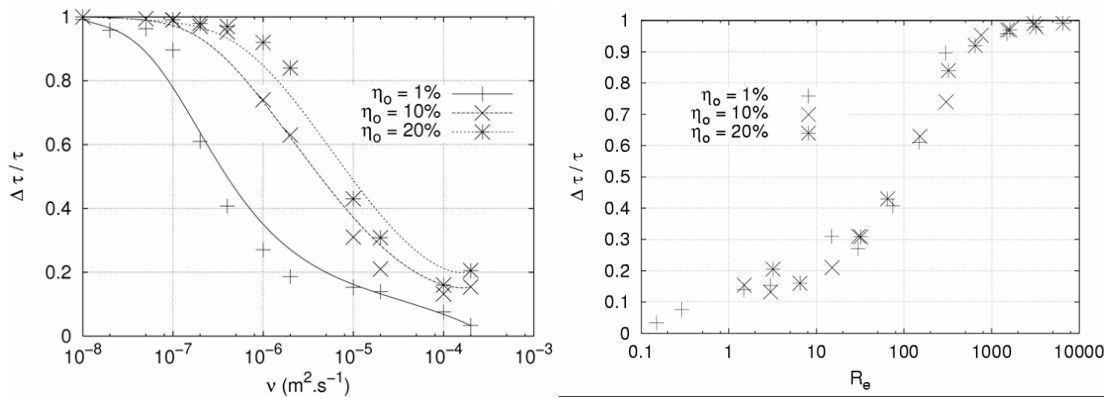 1
0.8
0.6
0.4
0.2
0
Δ τ / τ
10⁻⁸ 10⁻⁷ 10⁻⁶ 10⁻⁵ 10⁻⁴ 10⁻³
ν (m².s⁻¹)
ηₒ = 1%
ηₒ = 10%
ηₒ = 20%
1
0.9
0.8
0.7
0.6
0.5
0.4
0.3
0.2
0.1
0
Δ τ / τ
0.1 1 10 100 1000 10000
Rₑ
ηₒ = 1%
ηₒ = 10%
ηₒ = 20%